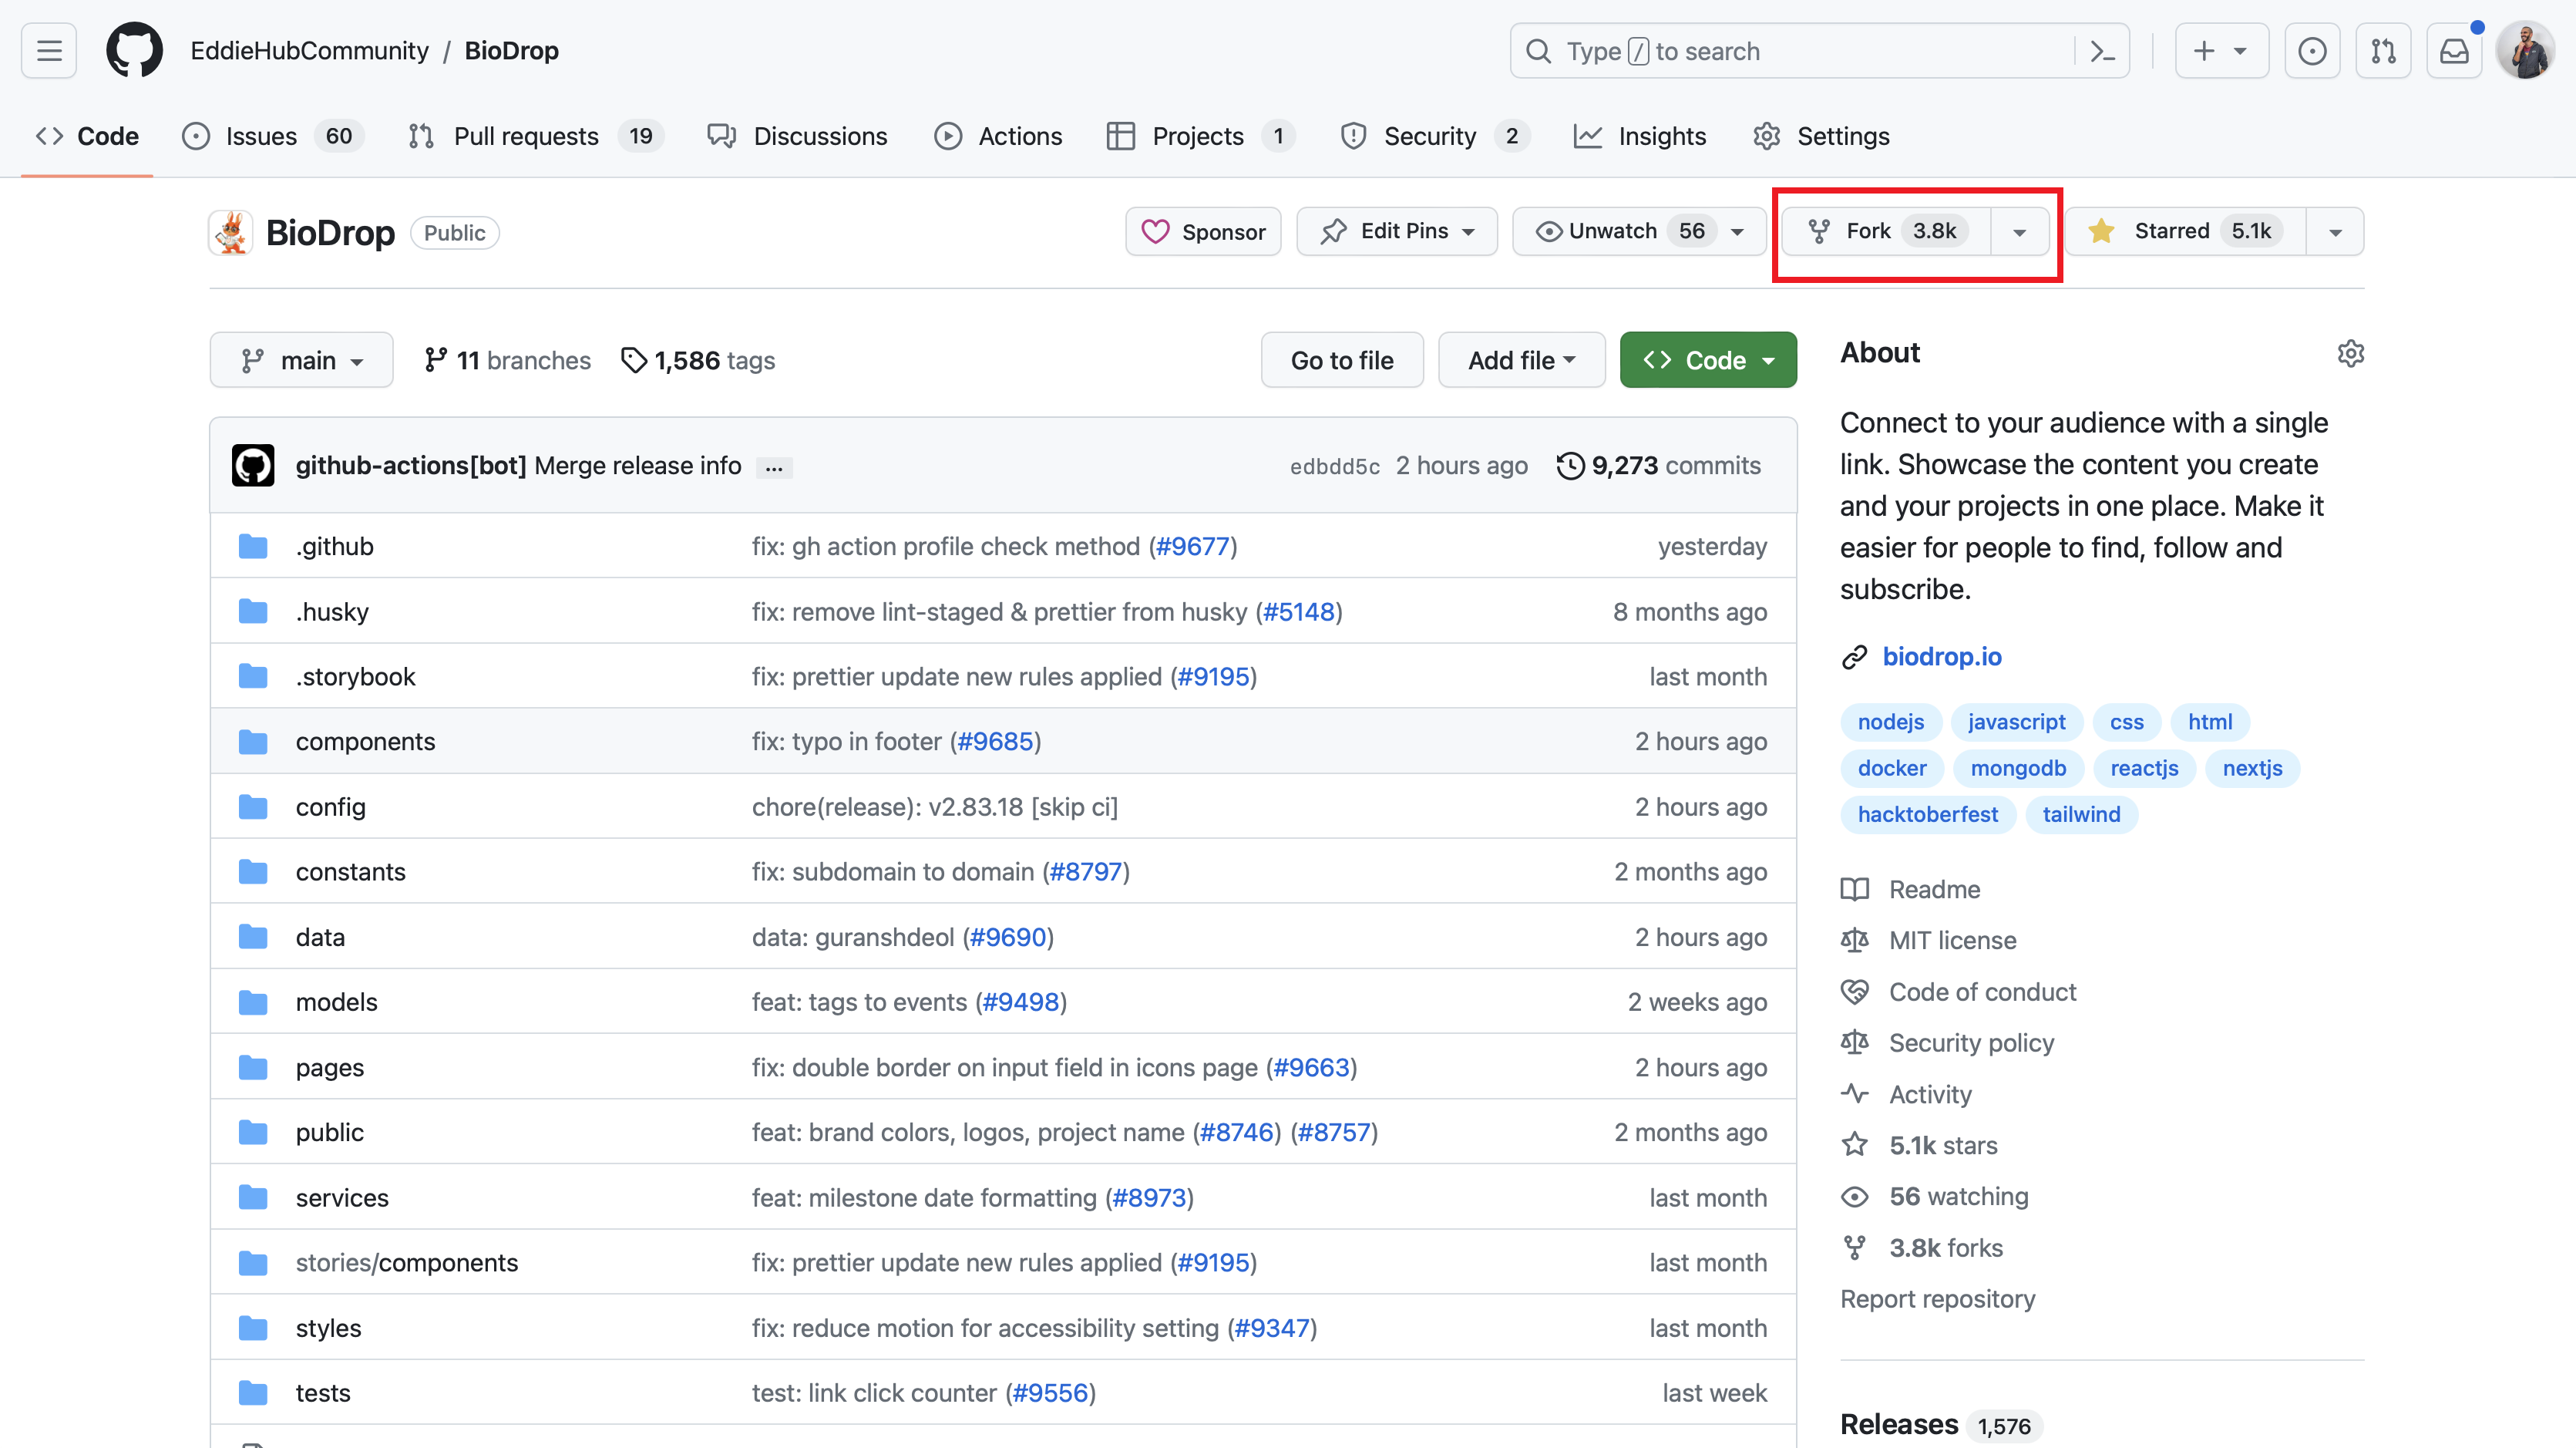 EddieHubCommunity / BioDrop
Type / to search
Code
Issues 60
Pull requests 19
Discussions
Actions
Projects 1
Security 2
Insights
Settings
BioDrop Public
Sponsor
Edit Pins
Unwatch 56
Fork 3.8k
Starred 5.1k
main
11 branches
1,586 tags
Go to file
Add file
Code
github-actions[bot] Merge release info ...
edbdd5c 2 hours ago
9,273 commits
.github fix: gh action profile check method (#9677) yesterday
.husky fix: remove lint-staged & prettier from husky (#5148) 8 months ago
.storybook fix: prettier update new rules applied (#9195) last month
components fix: typo in footer (#9685) 2 hours ago
config chore(release): v2.83.18 [skip ci] 2 hours ago
constants fix: subdomain to domain (#8797) 2 months ago
data data: guranshdeol (#9690) 2 hours ago
models feat: tags to events (#9498) 2 weeks ago
pages fix: double border on input field in icons page (#9663) 2 hours ago
public feat: brand colors, logos, project name (#8746) (#8757) 2 months ago
services feat: milestone date formatting (#8973) last month
stories/components fix: prettier update new rules applied (#9195) last month
styles fix: reduce motion for accessibility setting (#9347) last month
tests test: link click counter (#9556) last week
About
Connect to your audience with a single
link. Showcase the content you create
and your projects in one place. Make it
easier for people to find, follow and
subscribe.
biodrop.io
nodejs javascript css html
docker mongodb reactjs nextjs
hacktoberfest tailwind
Readme
MIT license
Code of conduct
Security policy
Activity
5.1k stars
56 watching
3.8k forks
Report repository
Releases 1,576